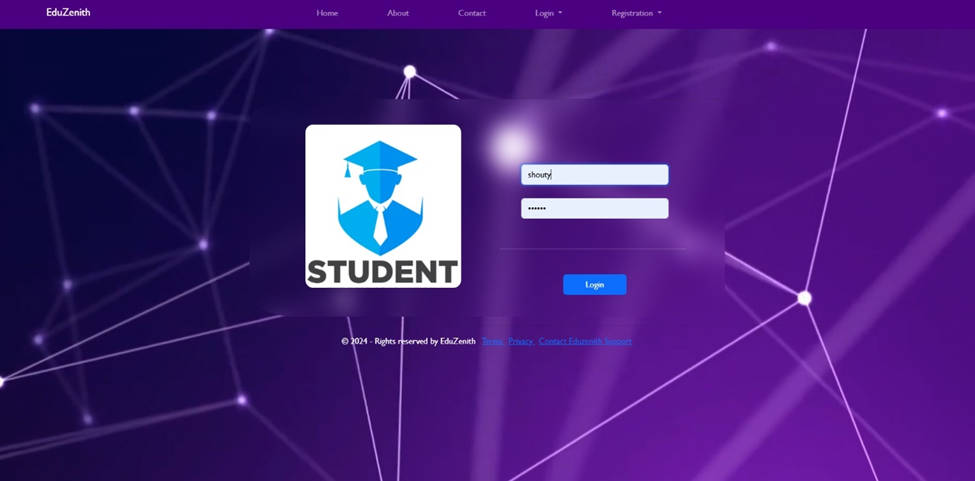 EduZenith Home About Contact Login Registration
shouty
••••••
STUDENT
Login
© 2024 - Rights reserved by EduZenith Terms Privacy Contact Eduzenith Support